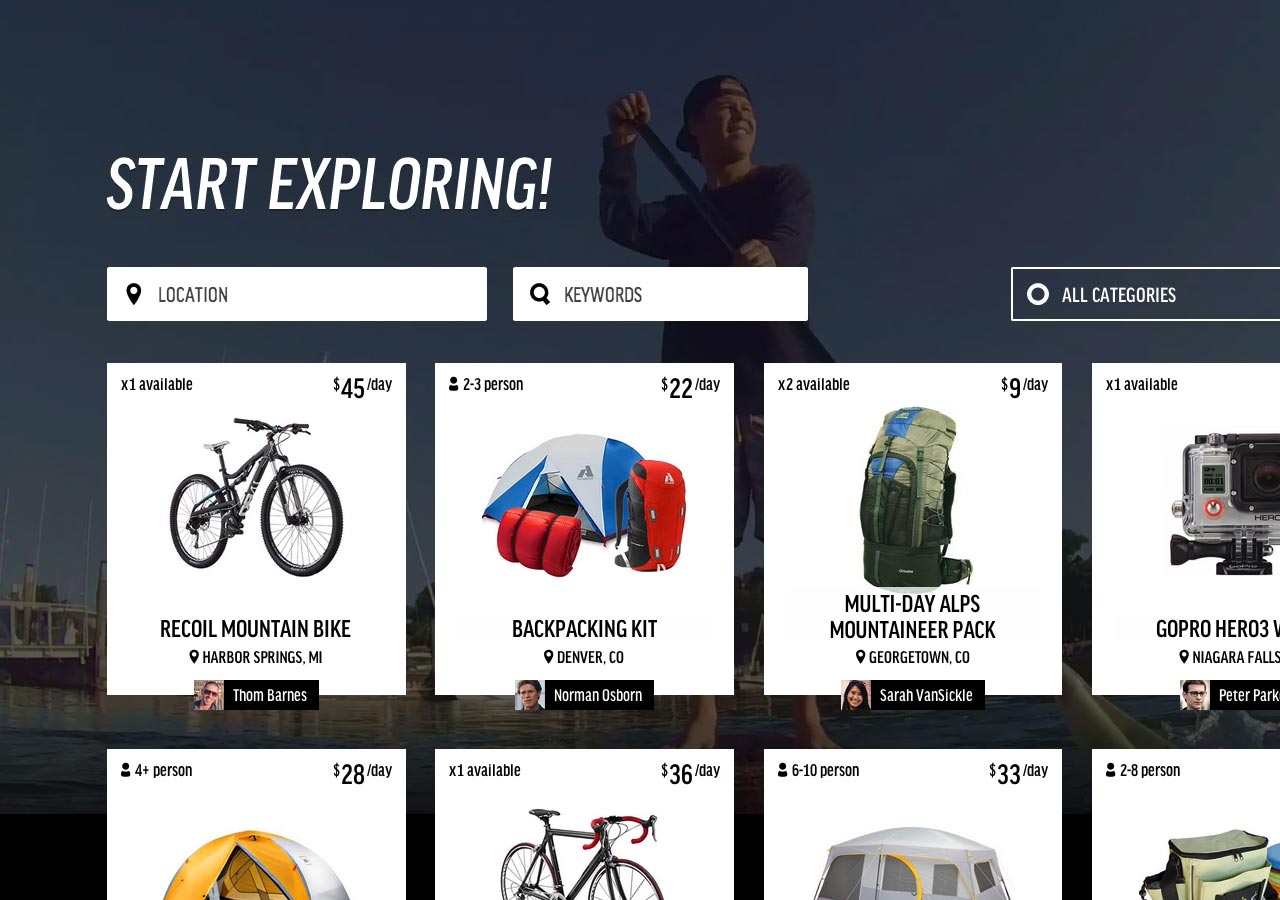 START EXPLORING!
LOCATION
KEYWORDS
ALL CATEGORIES
x1 available
$45/day
RECOIL MOUNTAIN BIKE
HARBOR SPRINGS, MI
Thom Barnes
2-3 person
$22/day
BACKPACKING KIT
DENVER, CO
Norman Osborn
x2 available
$9/day
MULTI-DAY ALPS
MOUNTAINEER PACK
GEORGETOWN, CO
Sarah VanSickle
x1 available
HERO
GoPro
GOPRO HERO3
NIAGARA FALLS
Peter
4+ person
$28/day
x1 available
$36/day
6-10 person
$33/day
2-8 person